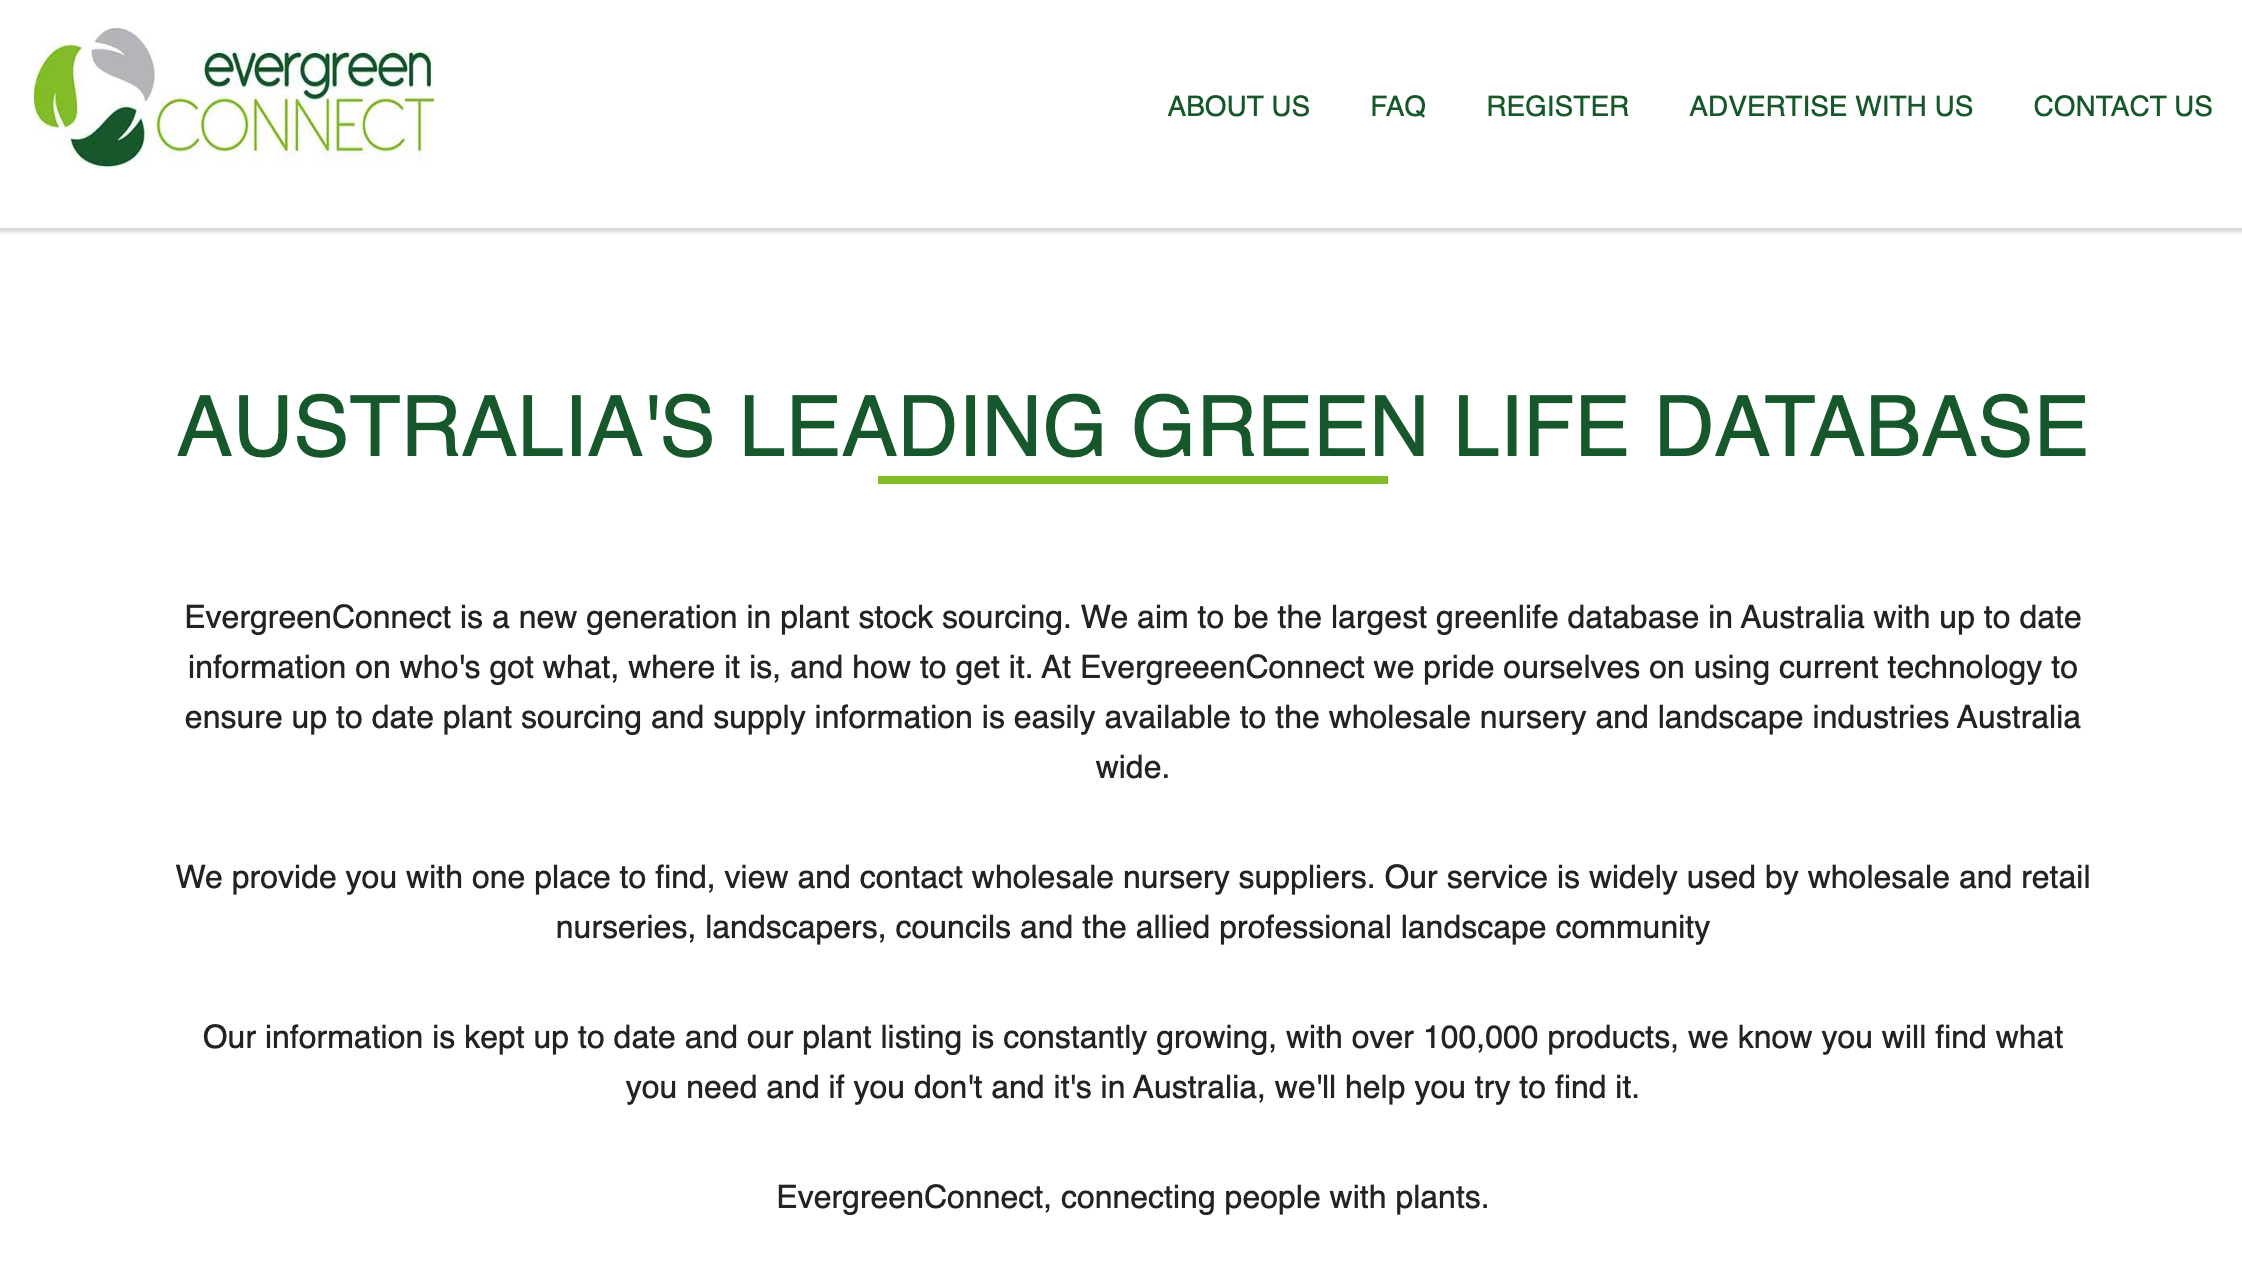 evergreen
CONNECT
ABOUT US FAQ REGISTER ADVERTISE WITH US CONTACT US
AUSTRALIA'S LEADING GREEN LIFE DATABASE
EvergreenConnect is a new generation in plant stock sourcing. We aim to be the largest greenlife database in Australia with up to date
information on who's got what, where it is, and how to get it. At EvergreeenConnect we pride ourselves on using current technology to
ensure up to date plant sourcing and supply information is easily available to the wholesale nursery and landscape industries Australia
wide.
We provide you with one place to find, view and contact wholesale nursery suppliers. Our service is widely used by wholesale and retail
nurseries, landscapers, councils and the allied professional landscape community
Our information is kept up to date and our plant listing is constantly growing, with over 100,000 products, we know you will find what
you need and if you don't and it's in Australia, we'll help you try to find it.
EvergreenConnect, connecting people with plants.